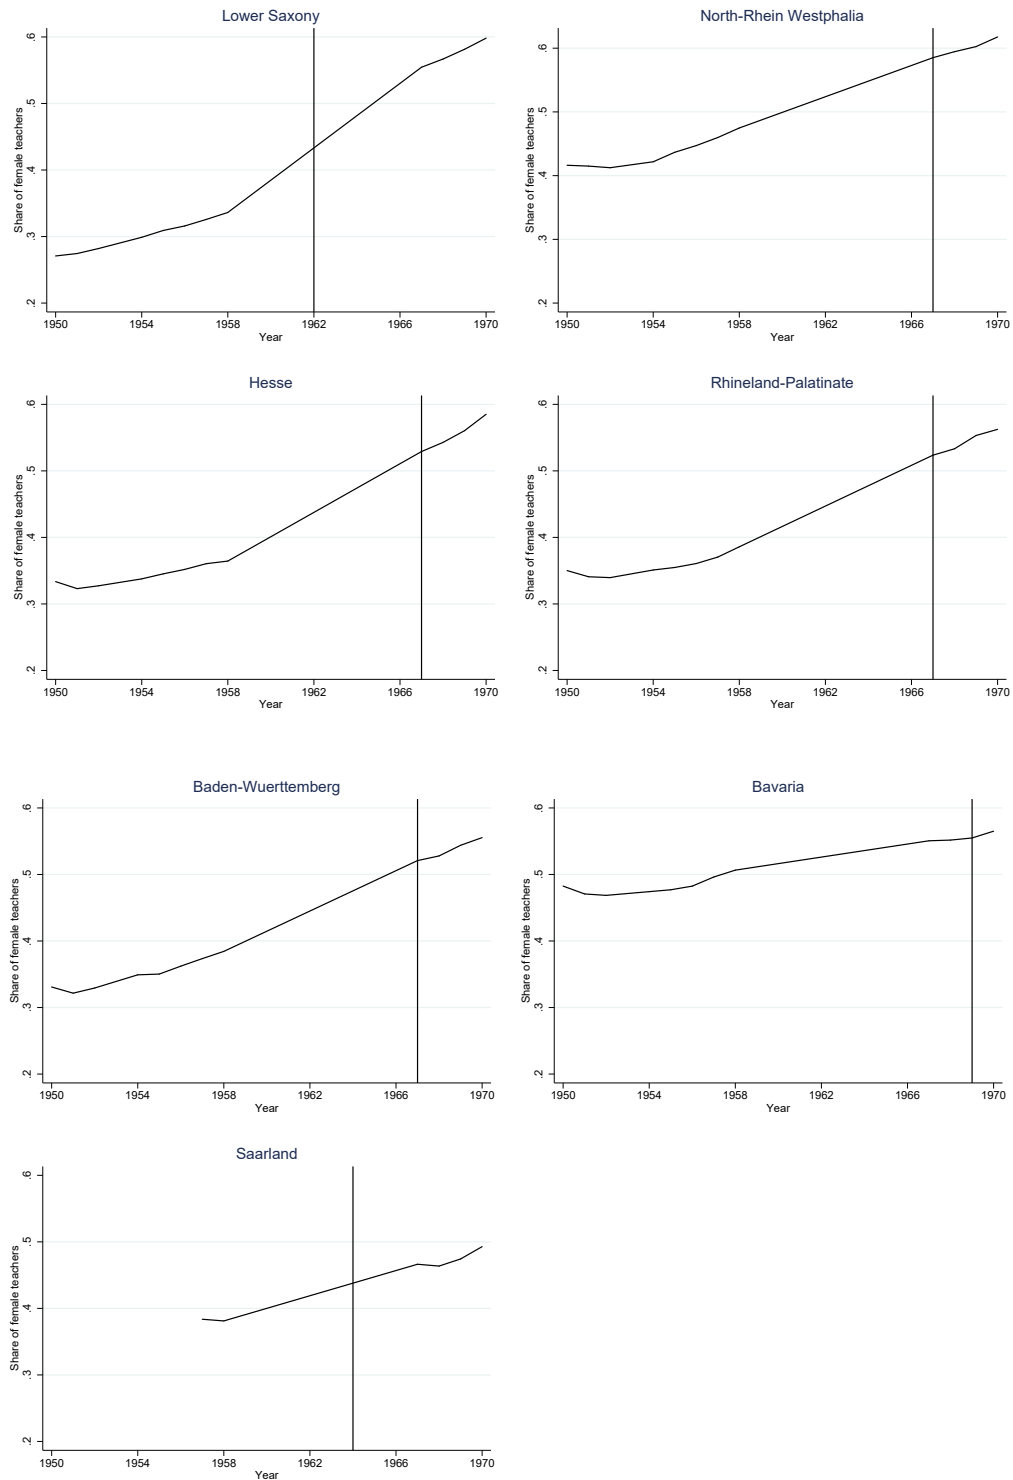 Lower Saxony
Share of female teachers
.6
.5
.4
.3
.2
1950 1954 1958 1962 1966 1970
Year
North-Rhein Westphalia
Share of female teachers
.6
.5
.4
.3
.2
1950 1954 1958 1962 1966 1970
Year
Hesse
Share of female teachers
.6
.5
.4
.3
.2
1950 1954 1958 1962 1966 1970
Year
Rhineland-Palatinate
Share of female teachers
.6
.5
.4
.3
.2
1950 1954 1958 1962 1966 1970
Year
Baden-Wuerttemberg
Share of female teachers
.6
.5
.4
.3
.2
1950 1954 1958 1962 1966 1970
Year
Bavaria
Share of female teachers
.6
.5
.4
.3
.2
1950 1954 1958 1962 1966 1970
Year
Saarland
Share of female teachers
.6
.5
.4
.3
.2
1950 1954 1958 1962 1966 1970
Year